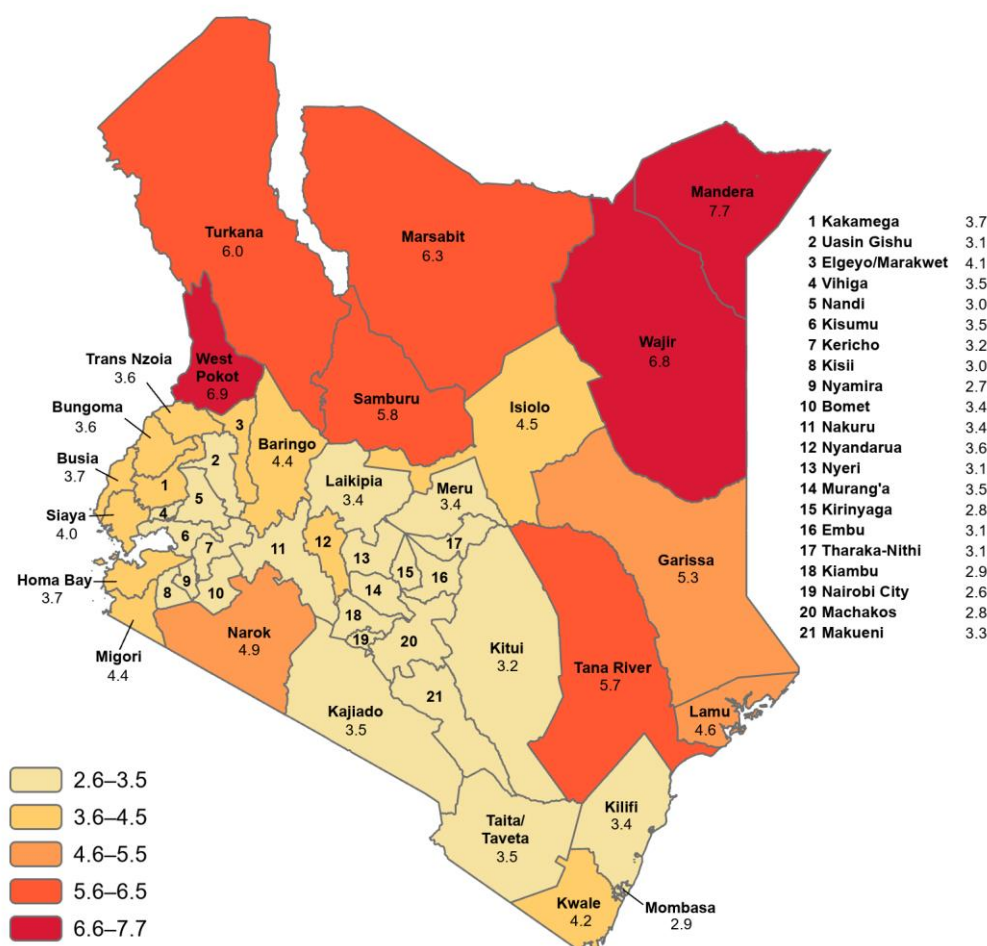 Mandera
7.7
Turkana
6.0
Marsabit
6.3
Wajir
6.8
West
Pokot
6.9
Trans Nzoia
3.6
Samburu
5.8
Isiolo
4.5
Bungoma
3.6
3
Baringo
4.4
2
Busia
3.7
1
Laikipia
3.4
Meru
3.4
5
Siaya
4.0
4
6
7
11
12
13
17
15
16
Garissa
5.3
Homa Bay
3.7
8
9
10
14
18
19
20
Narok
4.9
Migori
4.4
Kitui
3.2
Tana River
5.7
21
Kajiado
3.5
Lamu
4.6
Taita/
Taveta
3.5
Kilifi
3.4
Kwale
4.2
Mombasa
2.9
1 Kakamega 3.7
2 Uasin Gishu 3.1
3 Elgeyo/Marakwet 4.1
4 Vihiga 3.5
5 Nandi 3.0
6 Kisumu 3.5
7 Kericho 3.2
8 Kisii 3.0
9 Nyamira 2.7
10 Bomet 3.4
11 Nakuru 3.4
12 Nyandarua 3.6
13 Nyeri 3.1
14 Murang'a 3.5
15 Kirinyaga 2.8
16 Embu 3.1
17 Tharaka-Nithi 3.1
18 Kiambu 2.9
19 Nairobi City 2.6
20 Machakos 2.8
21 Makueni 3.3
2.6–3.5
3.6–4.5
4.6–5.5
5.6–6.5
6.6–7.7